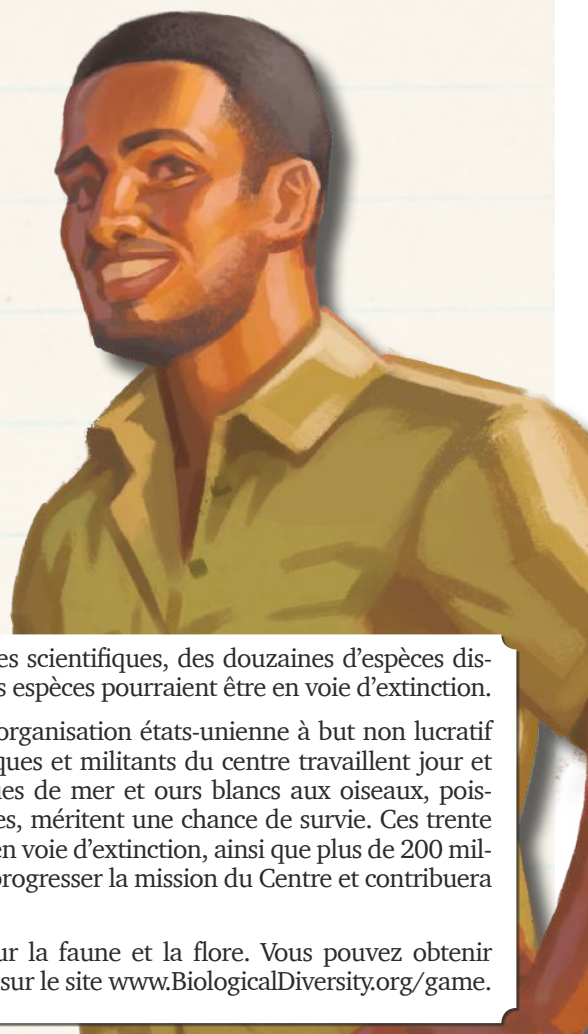 es scientifiques, des douzaines d’espèces dis-
s espèces pourraient être en voie d’extinction.
organisation états-unienne à but non lucratif
ques et militants du centre travaillent jour et
ues de mer et ours blancs aux oiseaux, pois-
es, méritent une chance de survie. Ces trente
en voie d’extinction, ainsi que plus de 200 mil-
progresser la mission du Centre et contribuera
ur la faune et la flore. Vous pouvez obtenir
sur le site www.BiologicalDiversity.org/game.